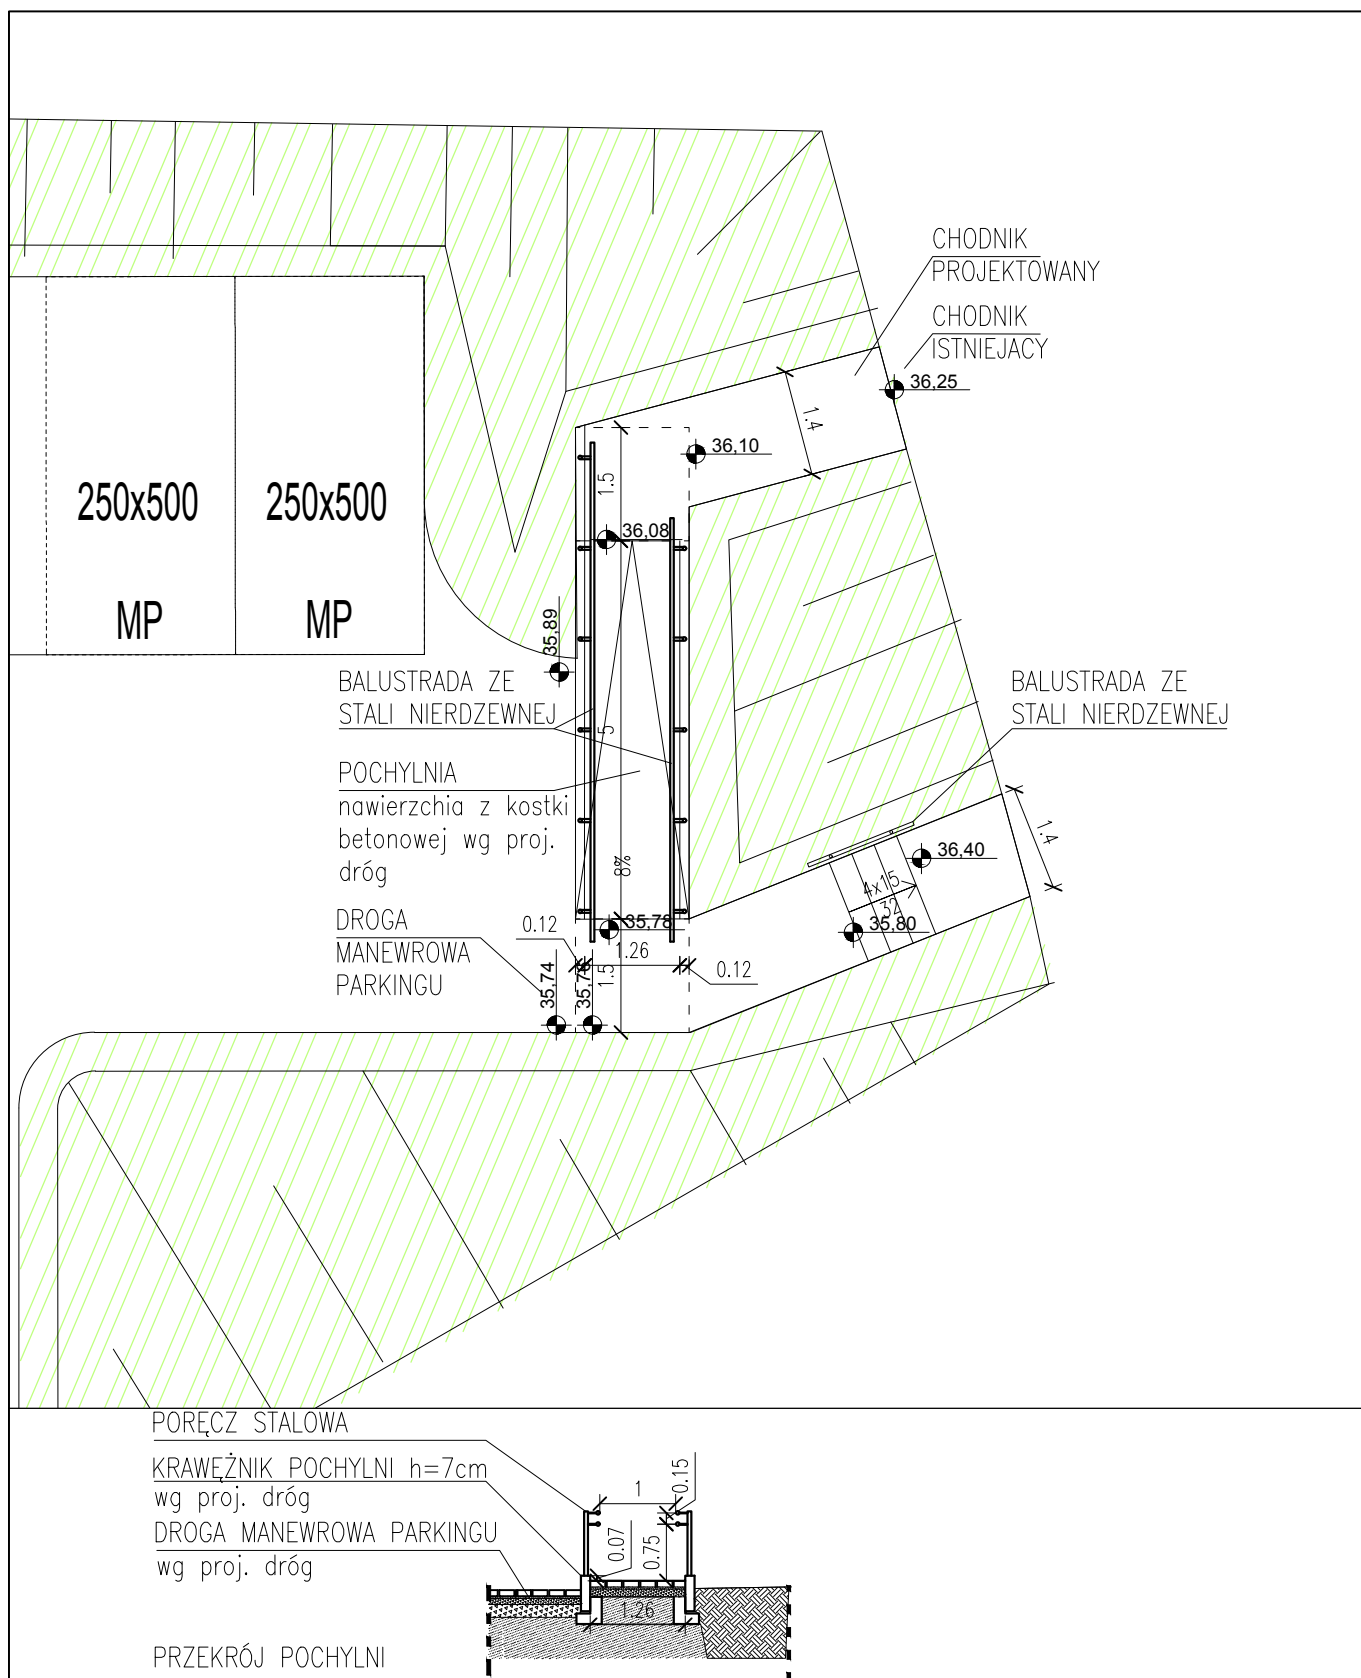 CHODNIK
PROJEKTOWANY
CHODNIK
ISTNIEJACY
36,25
1.4
36,10
1.5
36,08
250x500
250x500
MP
MP
35,89
BALUSTRADA ZE
STALI NIERDZEWNEJ
BALUSTRADA ZE
STALI NIERDZEWNEJ
5
POCHYLNIA
nawierzchia z kostki
betonowej wg proj.
dróg
8%
1.4
36,40
4x15
32
35,80
DROGA
MANEWROWA
PARKINGU
0.12
35,78
1.26
0.12
35,74
1.5
PORĘCZ STALOWA
KRAWĘŻNIK POCHYLNI h=7cm
wg proj. dróg
DROGA MANEWROWA PARKINGU
wg proj. dróg
1
0.15
0.07
0.75
1.26
PRZEKRÓJ POCHYLNI